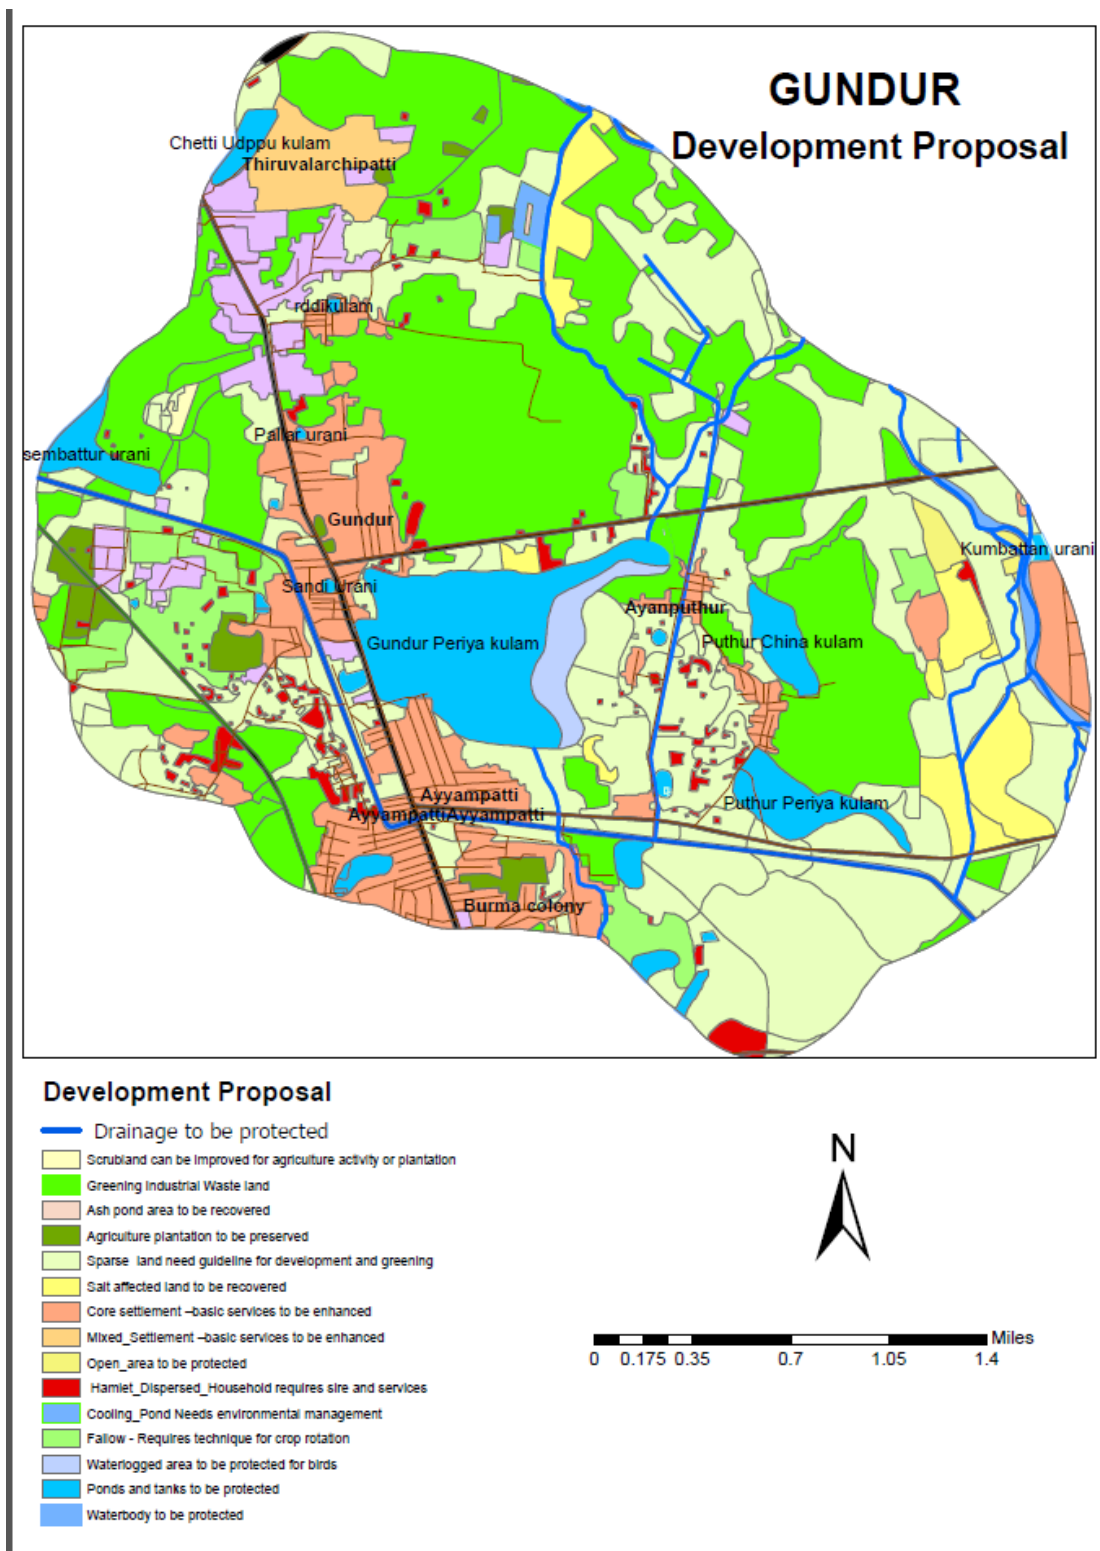 GUNDUR
Development Proposal
Chetti Udppu kulam
Thiruvalarchipatti
rddikulam
Pallar urani
sembattur urani
Gundur
Sandi Urani
Kumbattan urani
Ayanputhur
Gundur Periya kulam
Puthur China kulam
Ayyampatti
Puthur Periya kulam
AyyampattiAyyampatti
Burma colony
Development Proposal
Drainage to be protected
Scrubland can be improved for agriculture activity or plantation
Greening Industrial Waste land
Ash pond area to be recovered
Agriculture plantation to be preserved
Sparse land need guideline for development and greening
Salt affected land to be recovered
Core settlement –basic services to be enhanced
Mixed_Settlement –basic services to be enhanced
Open_area to be protected
Hamlet_Dispersed_Household requires sire and services
Cooling_Pond Needs environmental management
Fallow - Requires technique for crop rotation
Waterlogged area to be protected for birds
Ponds and tanks to be protected
Waterbody to be protected
N
Miles
0 0.175 0.35 0.7 1.05 1.4